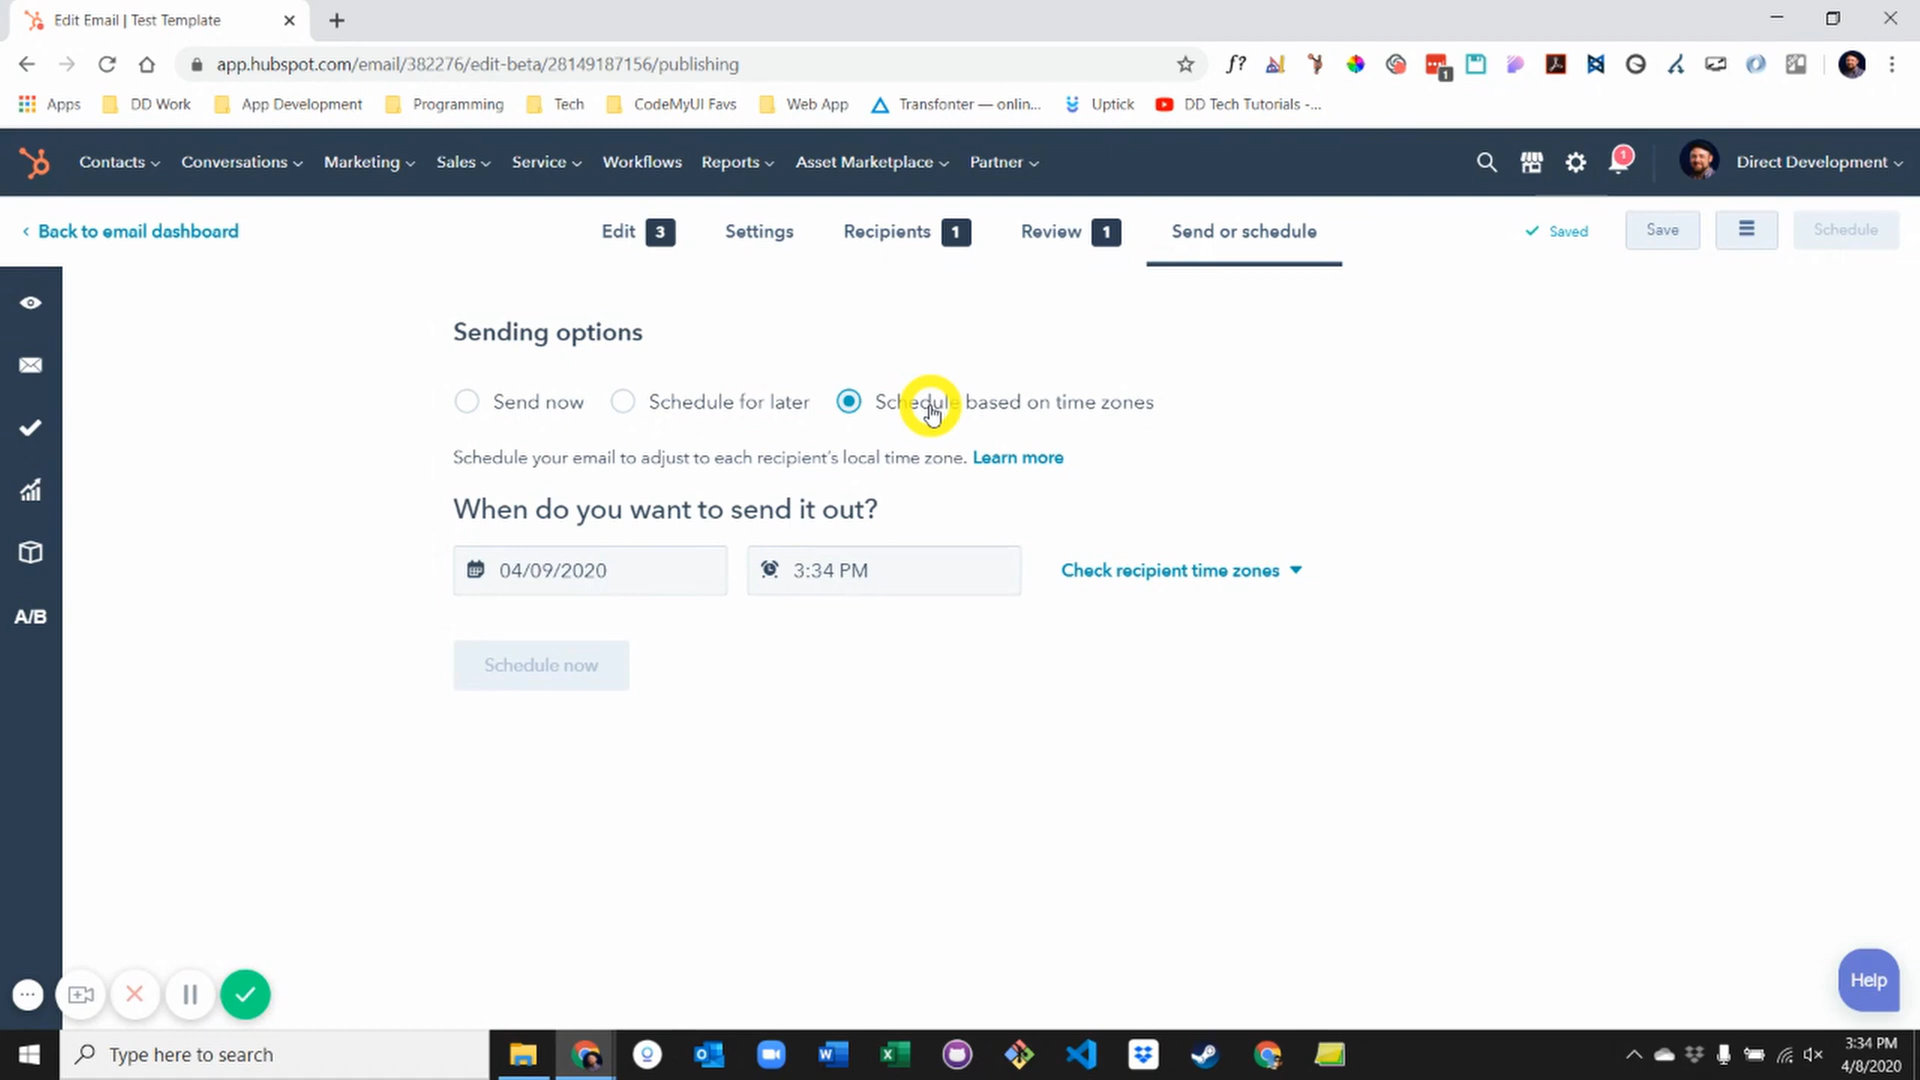 Edit Email | Test Template
app.hubspot.com/email/382276/edit-beta/28149187156/publishing
f?
1
Apps DD Work App Development Programming Tech CodeMyUI Favs Web App Transfonter — onlin... Uptick DD Tech Tutorials -...
Contacts Conversations Marketing Sales Service Workflows Reports Asset Marketplace Partner 1 Direct Development
Back to email dashboard Edit 3 Settings Recipients 1 Review 1 Send or schedule Saved Save Schedule
Sending options
Send now Schedule for later Schedule based on time zones
Schedule your email to adjust to each recipient's local time zone. Learn more
When do you want to send it out?
04/09/2020 3:34 PM Check recipient time zones
A/B
Schedule now
Help
Type here to search
3:34 PM
4/8/2020